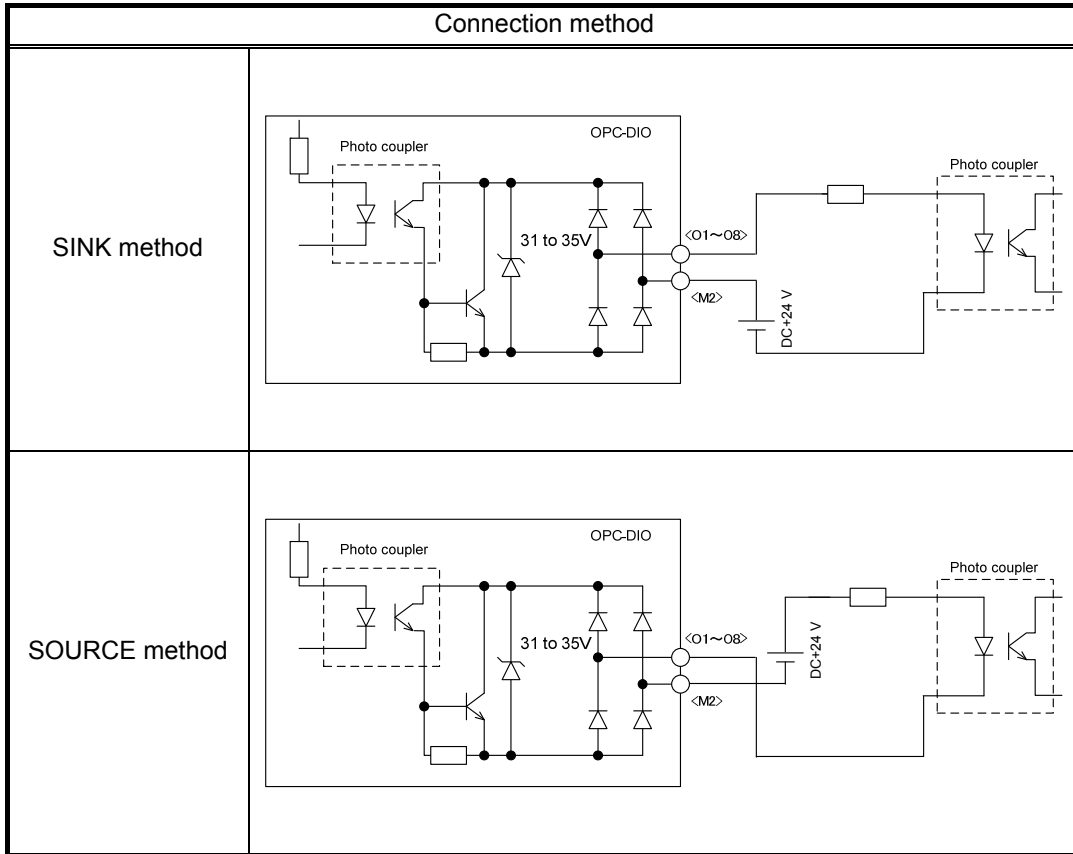 Connection method
SINK method
OPC-DIO
Photo coupler
31 to 35V
<O1～O8>
<M2>
DC+24 V
Photo coupler
SOURCE method
OPC-DIO
Photo coupler
31 to 35V
<O1～O8>
<M2>
DC+24 V
Photo coupler